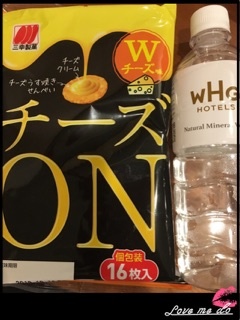 三幸製菓
W
チーズ味
チーズ
クリーム
チーズうす焼き
せんべい
チーズ
ON
個包装
16枚入
WHG
HOTELS
Natural Mineral
Love me do